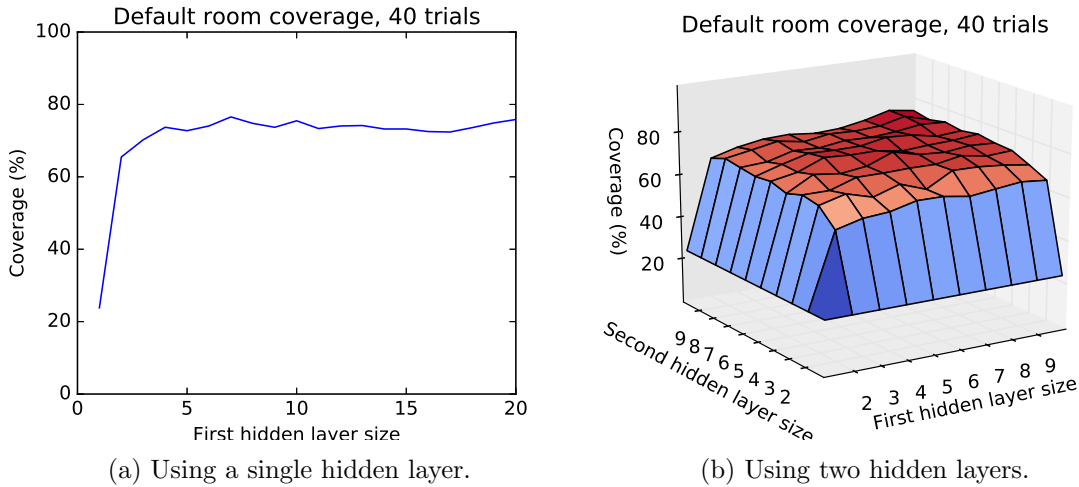 Default room coverage, 40 trials
100
80
60
40
20
0
Coverage (%)
0 5 10 15 20
First hidden layer size
(a) Using a single hidden layer.
Default room coverage, 40 trials
80
60
40
20
Coverage (%)
9 8 7 6 5 4 3 2
Second hidden layer size
2 3 4 5 6 7 8 9
First hidden layer size
(b) Using two hidden layers.